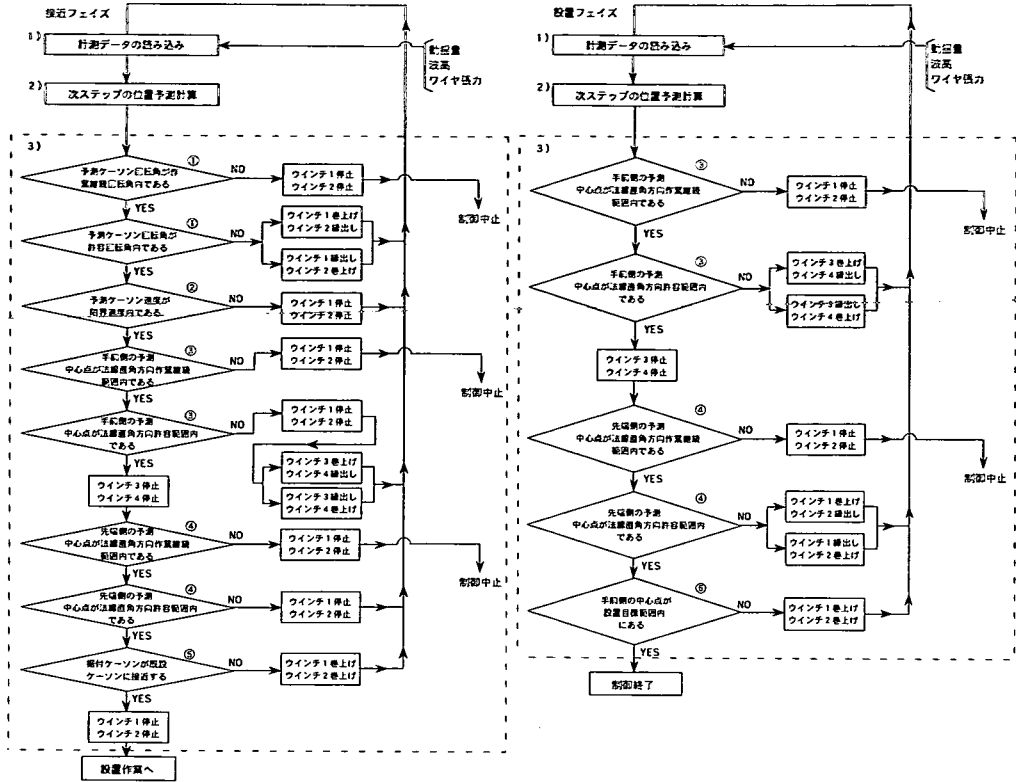 接近フェイズ
1)
計測データの読み込み
動揺量
波高
ワイヤ張力
2)
次ステップの位置予測計算
3)
①
予測ケーソン回転角が作
業継続回転角内である
NO
ウインチ1停止
ウインチ2停止
制御中止
YES
①
予測ケーソン回転角が
許容回転角内である
NO
ウインチ1巻上げ
ウインチ2繰出し
ウインチ1繰出し
ウインチ2巻上げ
YES
②
予測ケーソン速度が
限界速度内である
NO
ウインチ1停止
ウインチ2停止
YES
③
手前側の予測
中心点が法線直角方向作業継続
範囲内である
NO
ウインチ1停止
ウインチ2停止
制御中止
YES
③
手前側の予測
中心点が法線直角方向許容範囲内
である
NO
ウインチ1停止
ウインチ2停止
ウインチ3巻上げ
ウインチ4繰出し
ウインチ3繰出し
ウインチ4巻上げ
YES
ウインチ3停止
ウインチ4停止
④
先端側の予測
中心点が法線直角方向作業継続
範囲内である
NO
ウインチ1停止
ウインチ2停止
制御中止
YES
④
先端側の予測
中心点が法線直角方向許容範囲内
である
NO
ウインチ1停止
ウインチ2停止
YES
⑤
据付ケーソンが既設
ケーソンに接近する
NO
ウインチ1巻上げ
ウインチ2巻上げ
YES
ウインチ1停止
ウインチ2停止
設置作業へ
設置フェイズ
1)
計測データの読み込み
動揺量
波高
ワイヤ張力
2)
次ステップの位置予測計算
3)
③
手前側の予測
中心点が法線直角方向作業継続
範囲内である
NO
ウインチ1停止
ウインチ2停止
制御中止
YES
③
手前側の予測
中心点が法線直角方向許容範囲内
である
NO
ウインチ3巻上げ
ウインチ4繰出し
ウインチ3繰出し
ウインチ4巻上げ
YES
ウインチ3停止
ウインチ4停止
④
先端側の予測
中心点が法線直角方向作業継続
範囲内である
NO
ウインチ1停止
ウインチ2停止
制御中止
YES
④
先端側の予測
中心点が法線直角方向許容範囲内
である
NO
ウインチ1巻上げ
ウインチ2繰出し
ウインチ1繰出し
ウインチ2巻上げ
YES
⑥
手前側の中心点が
設置目標範囲内
にある
NO
ウインチ1巻上げ
ウインチ2巻上げ
YES
制御終了